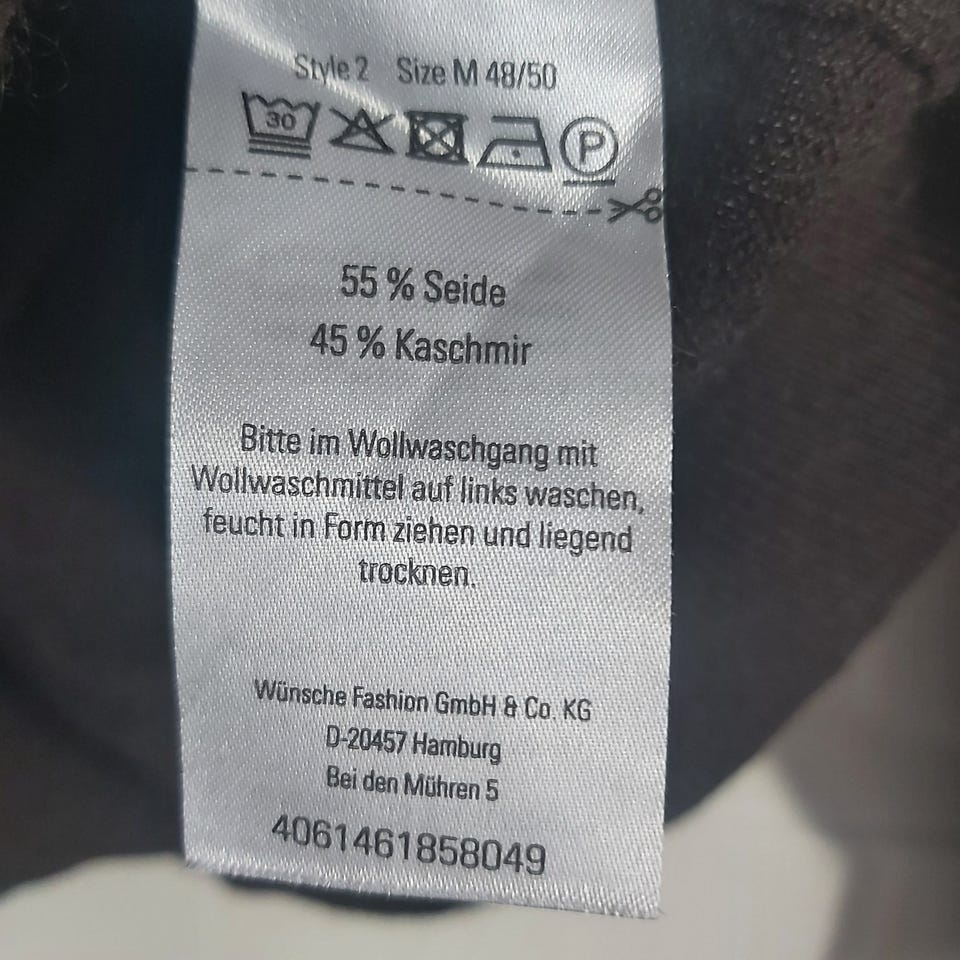 Style 2 Size M 48/50
30 P
55 % Seide
45 % Kaschmir
Bitte im Wollwaschgang mit
Wollwaschmittel auf links waschen,
feucht in Form ziehen und liegend
trocknen.
Wünsche Fashion GmbH & Co. KG
D-20457 Hamburg
Bei den Mühren 5
4061461858049